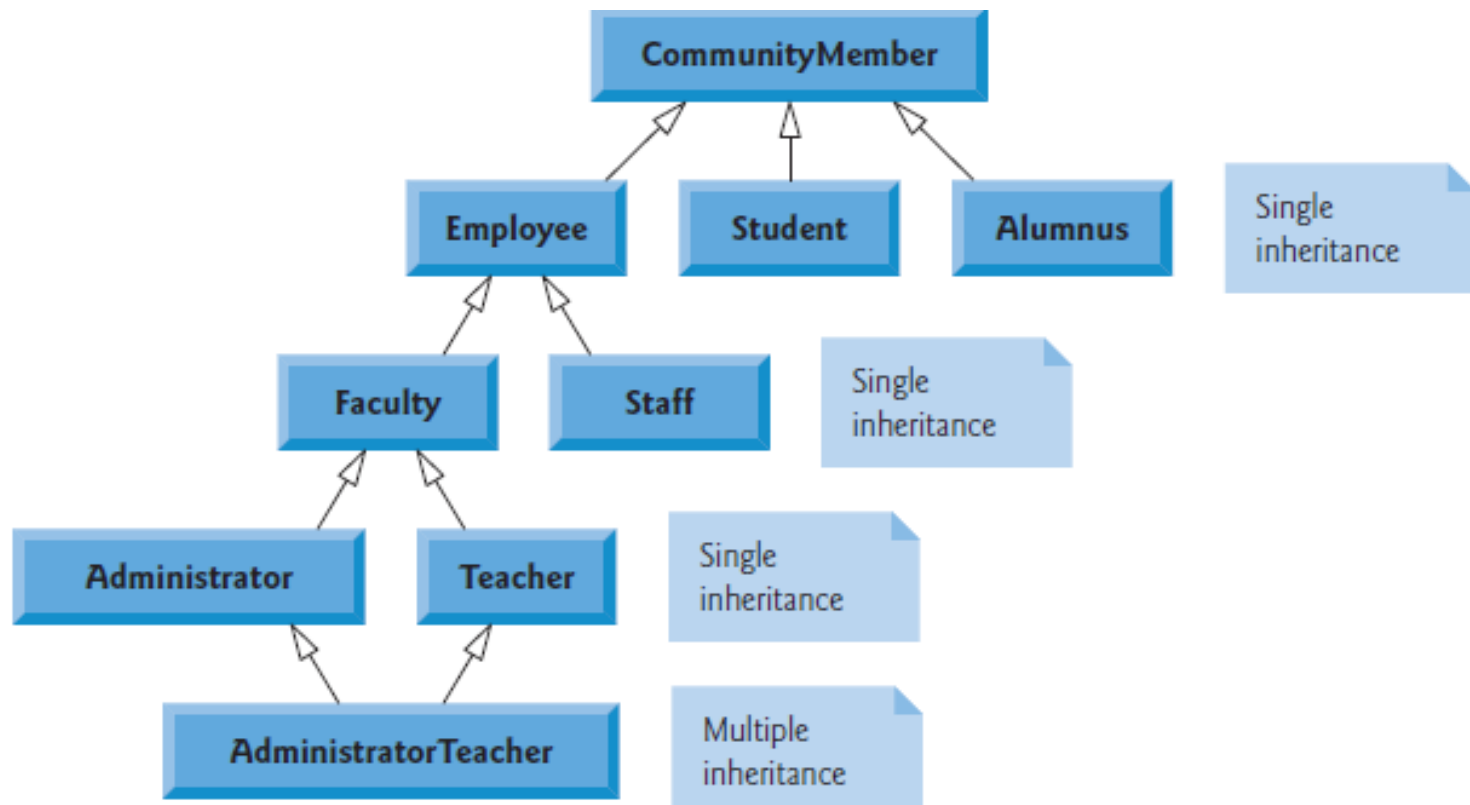 CommunityMember
Employee
Student
Alumnus
Single
inheritance
Faculty
Staff
Single
inheritance
Administrator
Teacher
Single
inheritance
AdministratorTeacher
Multiple
inheritance